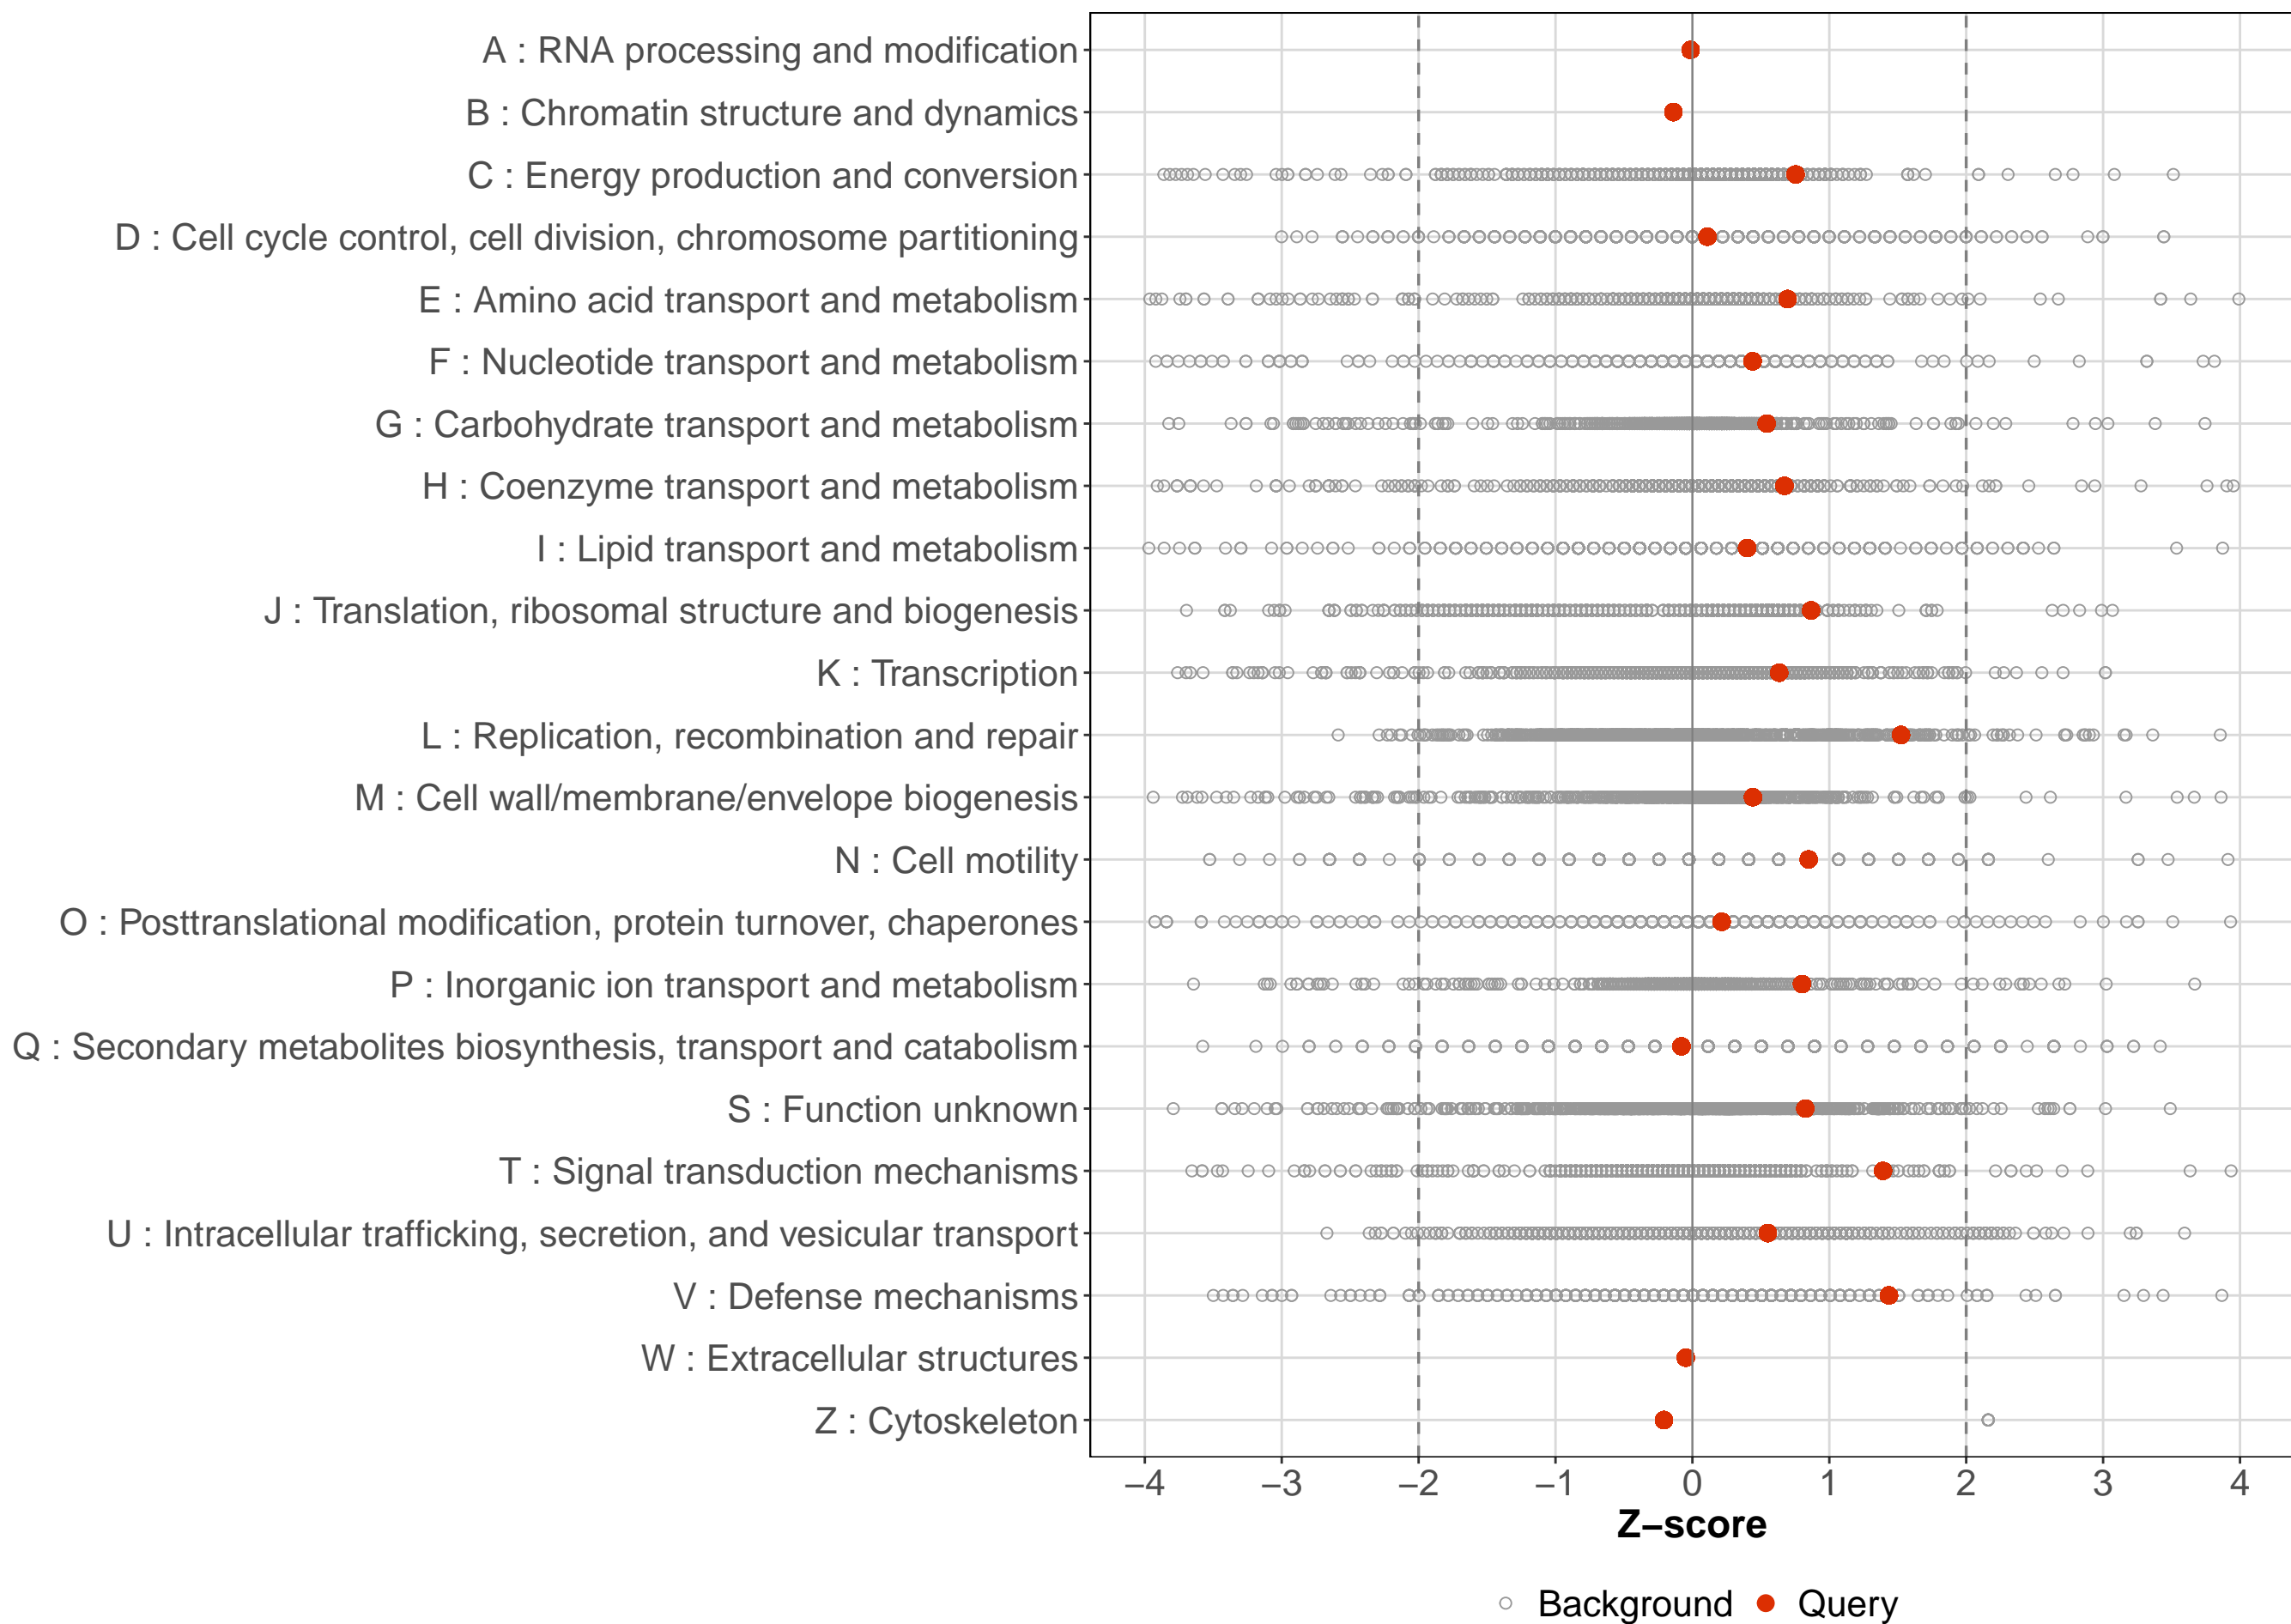 A : RNA processing and modification
B : Chromatin structure and dynamics
C : Energy production and conversion
D : Cell cycle control, cell division, chromosome partitioning
E : Amino acid transport and metabolism
F : Nucleotide transport and metabolism
G : Carbohydrate transport and metabolism
H : Coenzyme transport and metabolism
I : Lipid transport and metabolism
J : Translation, ribosomal structure and biogenesis
K : Transcription
L : Replication, recombination and repair
M : Cell wall/membrane/envelope biogenesis
N : Cell motility
O : Posttranslational modification, protein turnover, chaperones
P : Inorganic ion transport and metabolism
Q : Secondary metabolites biosynthesis, transport and catabolism
S : Function unknown
T : Signal transduction mechanisms
U : Intracellular trafficking, secretion, and vesicular transport
V : Defense mechanisms
W : Extracellular structures
Z : Cytoskeleton
−4 −3 −2 −1 0 1 2 3 4
Z−score
Background Query